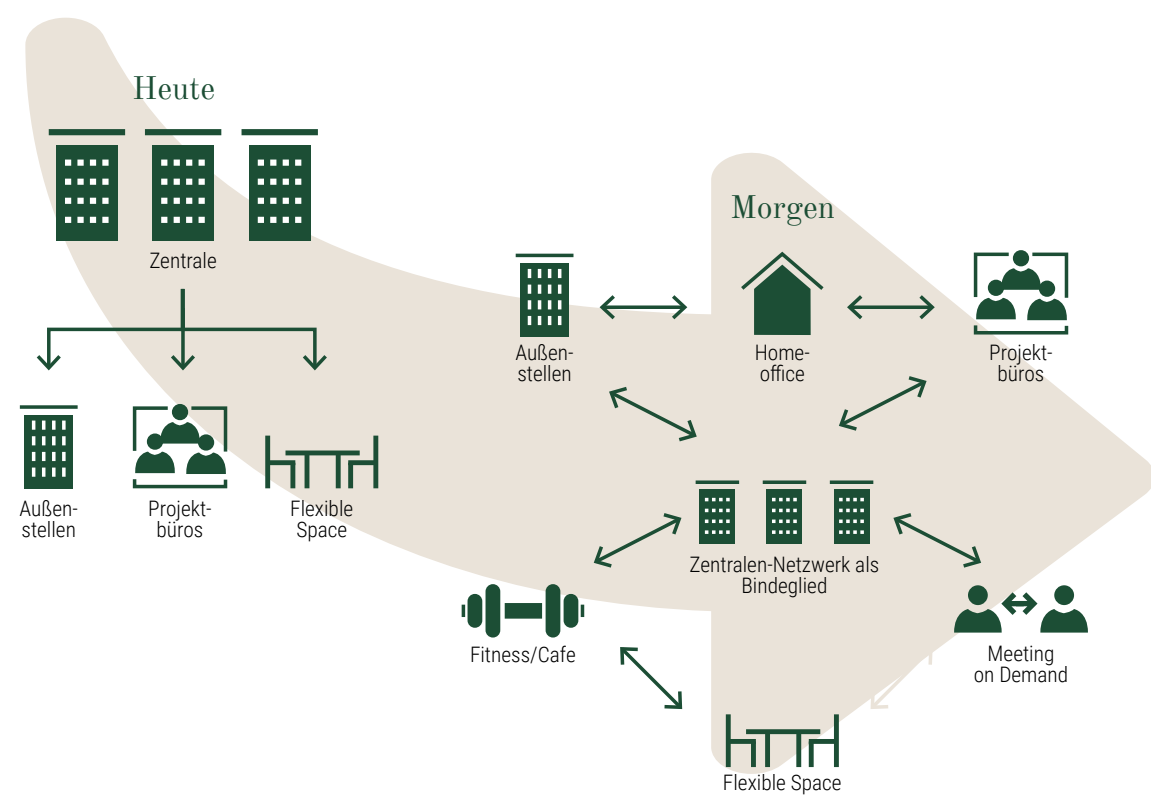 Heute
Zentrale
Außen-
stellen
Projekt-
büros
Flexible
Space
Morgen
Außen-
stellen
Home-
office
Projekt-
büros
Zentralen-Netzwerk als
Bindeglied
Fitness/Cafe
Meeting
on Demand
Flexible Space